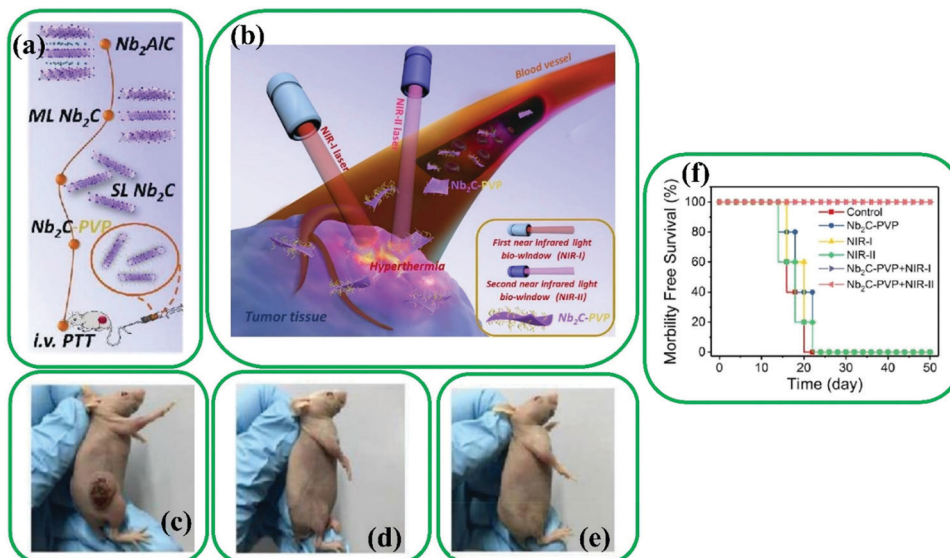 (a)
Nb₂AlC
ML Nb₂C
SL Nb₂C
Nb₂C-PVP
i.v. PTT
(b)
Blood vessel
NIR-I laser
NIR-II laser
Nb₂C-PVP
Hyperthermia
Tumor tissue
First near infrared light
bio-window (NIR-I)
Second near infrared light
bio-window (NIR-II)
Nb₂C-PVP
(c)
(d)
(e)
(f)
Morbility Free Survival (%)
100
80
60
40
20
0
Control
Nb₂C-PVP
NIR-I
NIR-II
Nb₂C-PVP+NIR-I
Nb₂C-PVP+NIR-II
0 10 20 30 40 50
Time (day)